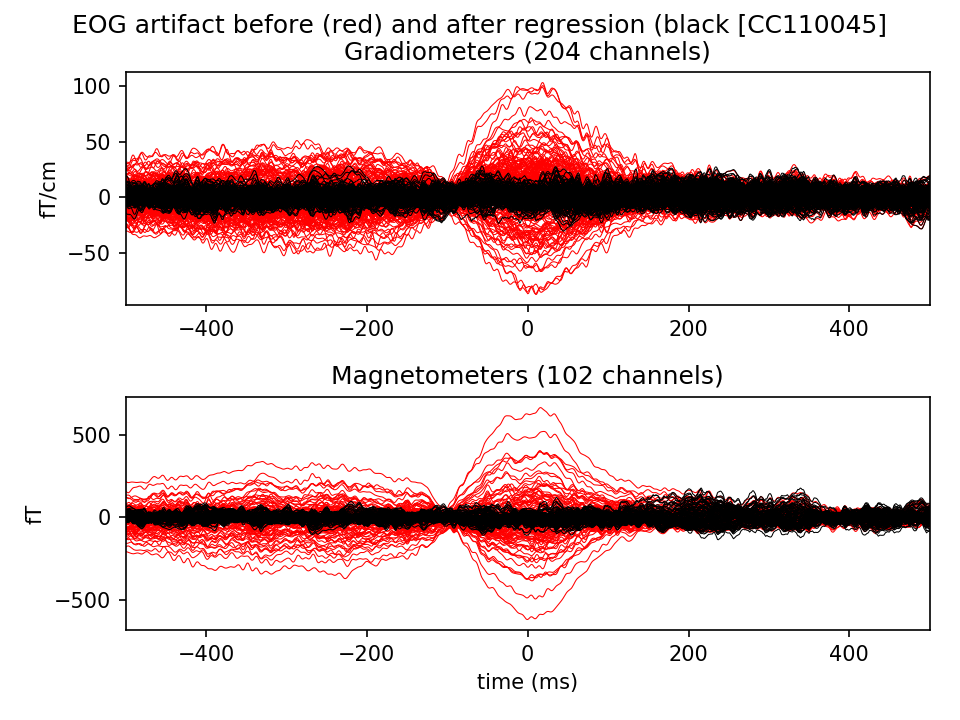 EOG artifact before (red) and after regression (black [CC110045]
Gradiometers (204 channels)
100
50
0
−50
fT/cm
−400 −200 0 200 400
Magnetometers (102 channels)
500
0
−500
fT
−400 −200 0 200 400
time (ms)